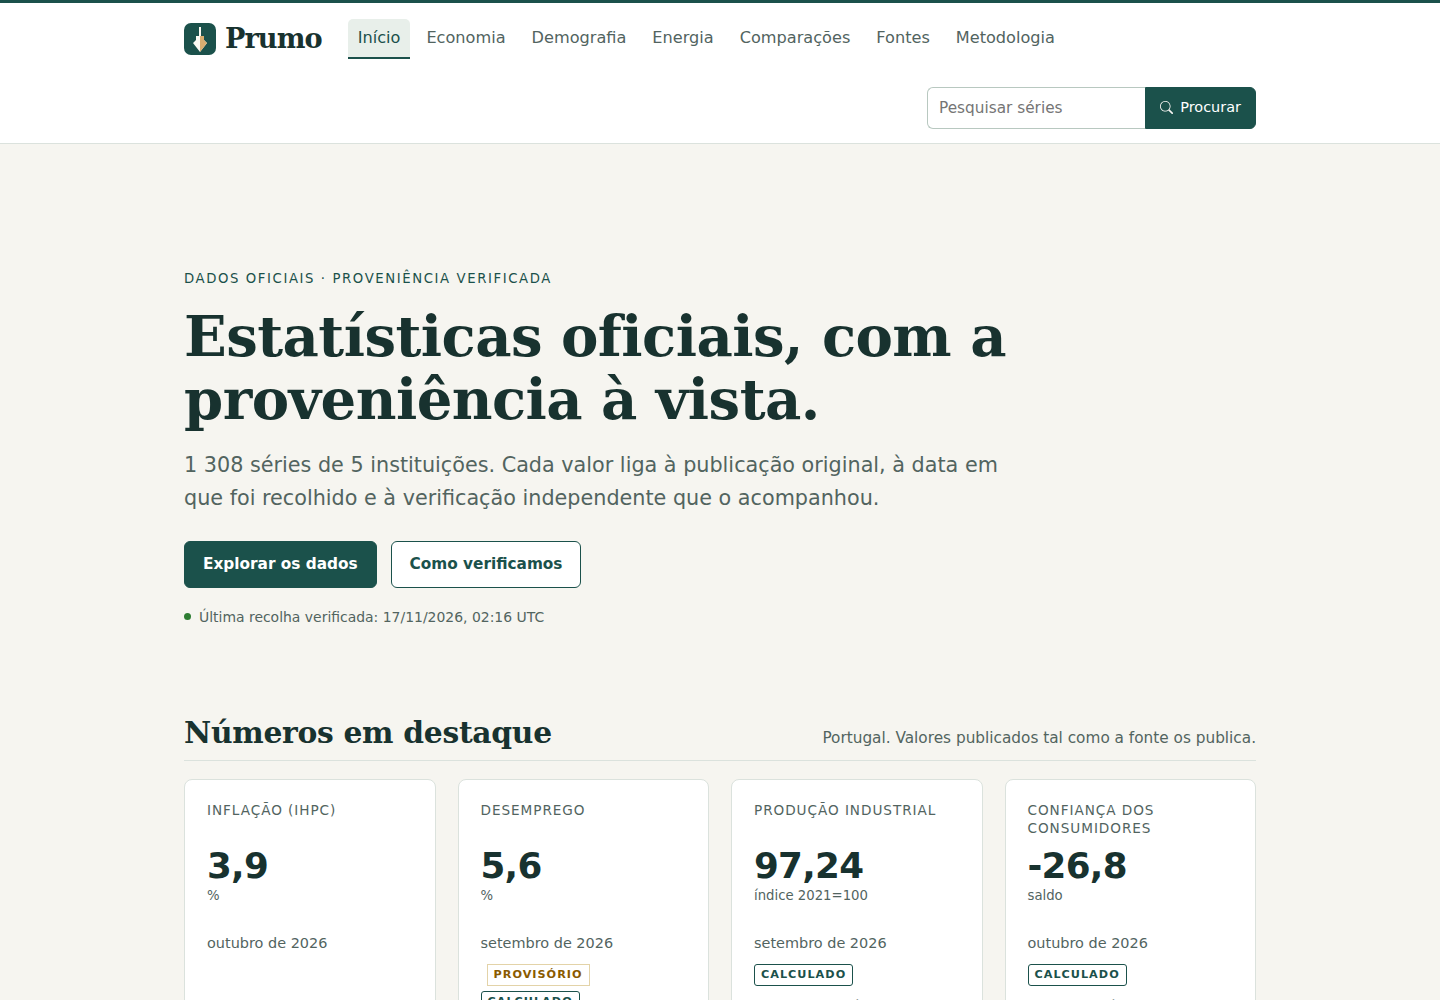 Prumo
Início
Economia
Demografia
Energia
Comparações
Fontes
Metodologia
Pesquisar séries
Procurar
DADOS OFICIAIS · PROVENIÊNCIA VERIFICADA
Estatísticas oficiais, com a
proveniência à vista.
1 308 séries de 5 instituições. Cada valor liga à publicação original, à data em
que foi recolhido e à verificação independente que o acompanhou.
Explorar os dados
Como verificamos
Última recolha verificada: 17/11/2026, 02:16 UTC
Números em destaque
Portugal. Valores publicados tal como a fonte os publica.
INFLAÇÃO (IHPC)
3,9
%
outubro de 2026
DESEMPREGO
5,6
%
setembro de 2026
PROVISÓRIO
CALCULADO
PRODUÇÃO INDUSTRIAL
97,24
índice 2021=100
setembro de 2026
CALCULADO
CONFIANÇA DOS
CONSUMIDORES
-26,8
saldo
outubro de 2026
CALCULADO